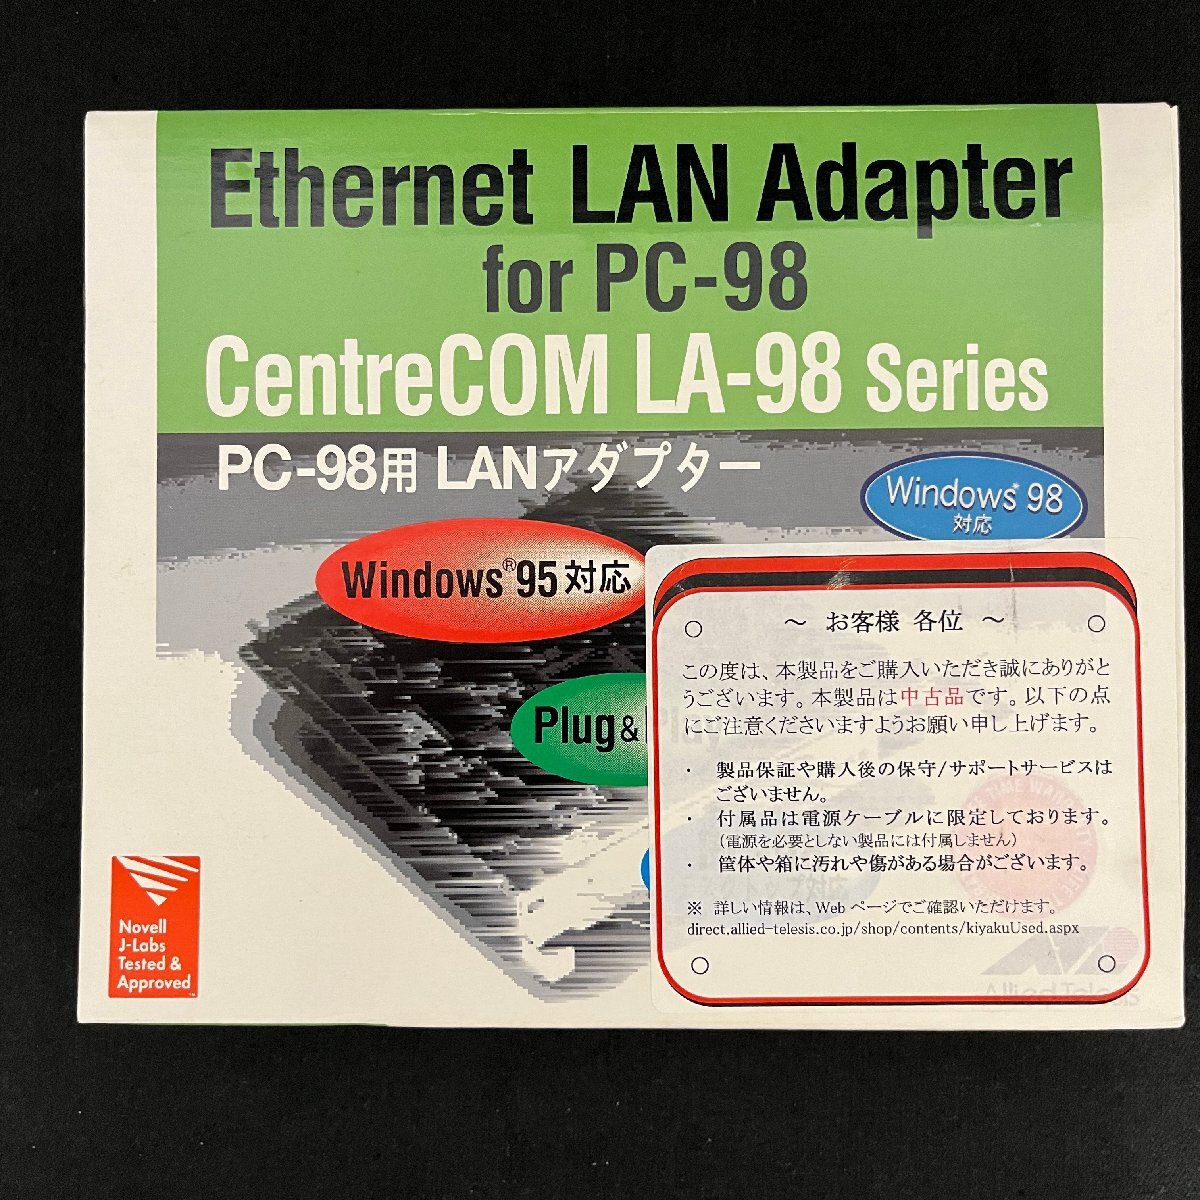 Ethernet LAN Adapter
for PC-98
CentreCOM LA-98 Series
PC-98用 LANアダプター
Windows® 98
対応
Windows®95対応
Plug& Play
Novell
J-Labs
Tested &
Approved
～ お客様 各位 ～
この度は、本製品をご購入いただき誠にありがと
うございます。本製品は中古品です。以下の点
にご注意くださいますようお願い申し上げます。
・ 製品保証や購入後の保守/サポートサービスは
ございません。
・ 付属品は電源ケーブルに限定しております。
（電源を必要としない製品には付属しません）
・ 筐体や箱に汚れや傷がある場合がございます。
※ 詳しい情報は、Web ページでご確認いただけます。
direct.allied-telesis.co.jp/shop/contents/kiyakuUsed.aspx
Allied Telesis